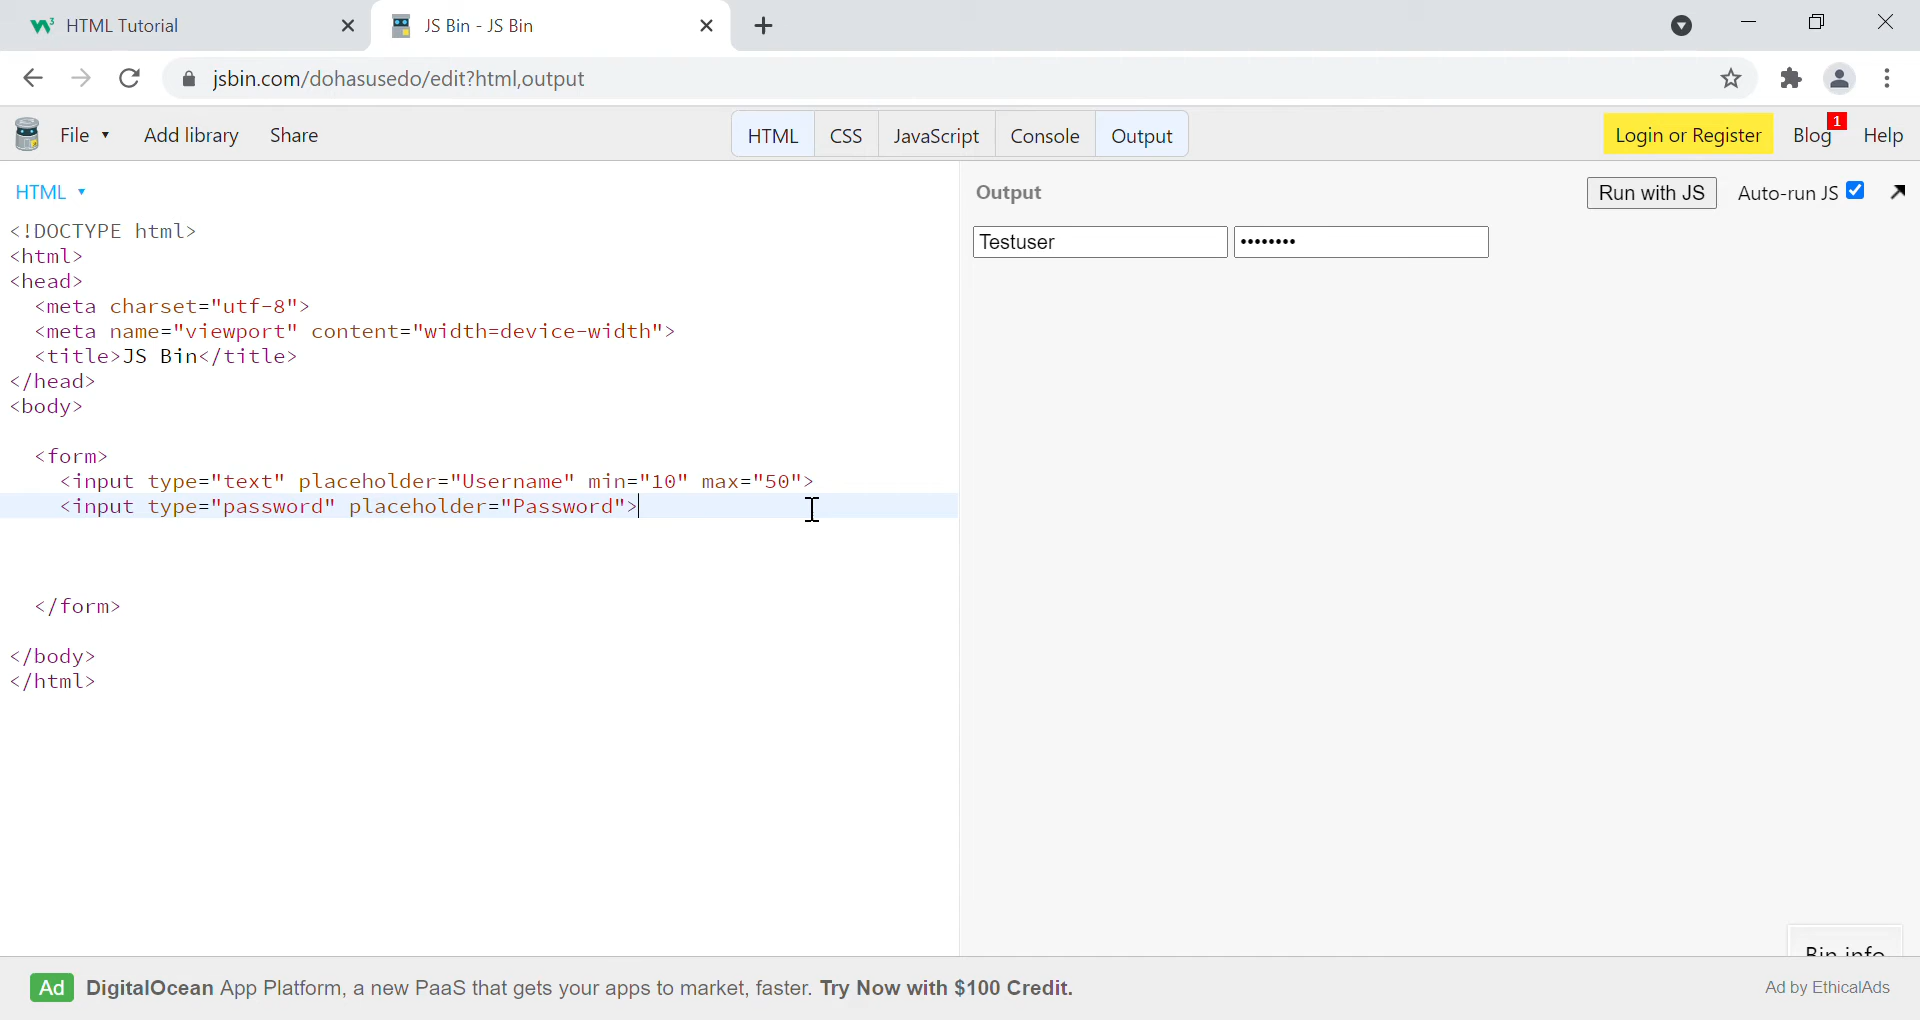 HTML Tutorial
JS Bin - JS Bin
jsbin.com/dohasusedo/edit?html,output
File
Add library
Share
HTML
CSS
JavaScript
Console
Output
Login or Register
Blog
1
Help
HTML
Output
Run with JS
Auto-run JS
<!DOCTYPE html>
<html>
<head>
<meta charset="utf-8">
<meta name="viewport" content="width=device-width">
<title>JS Bin</title>
</head>
<body>
<form>
<input type="text" placeholder="Username" min="10" max="50">
<input type="password" placeholder="Password">
</form>
</body>
</html>
Testuser
••••••••
Bin info
Ad DigitalOcean App Platform, a new PaaS that gets your apps to market, faster. Try Now with $100 Credit.
Ad by EthicalAds